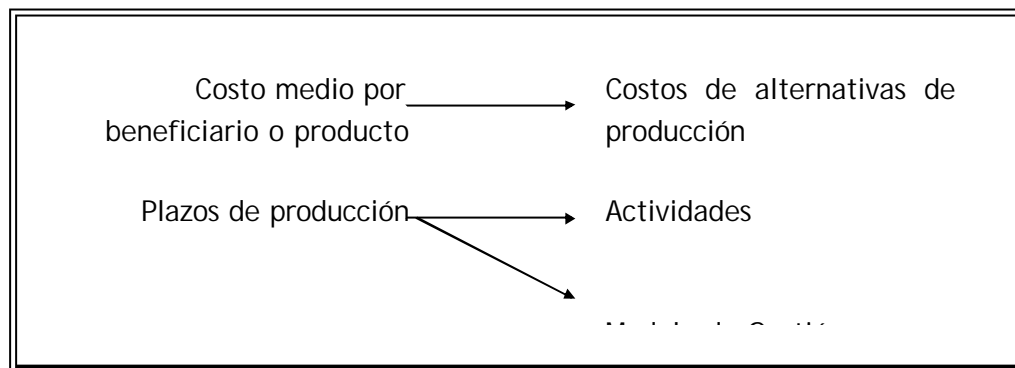 Costo medio por
beneficiario o producto
Costos de alternativas de
producción
Plazos de producción
Actividades